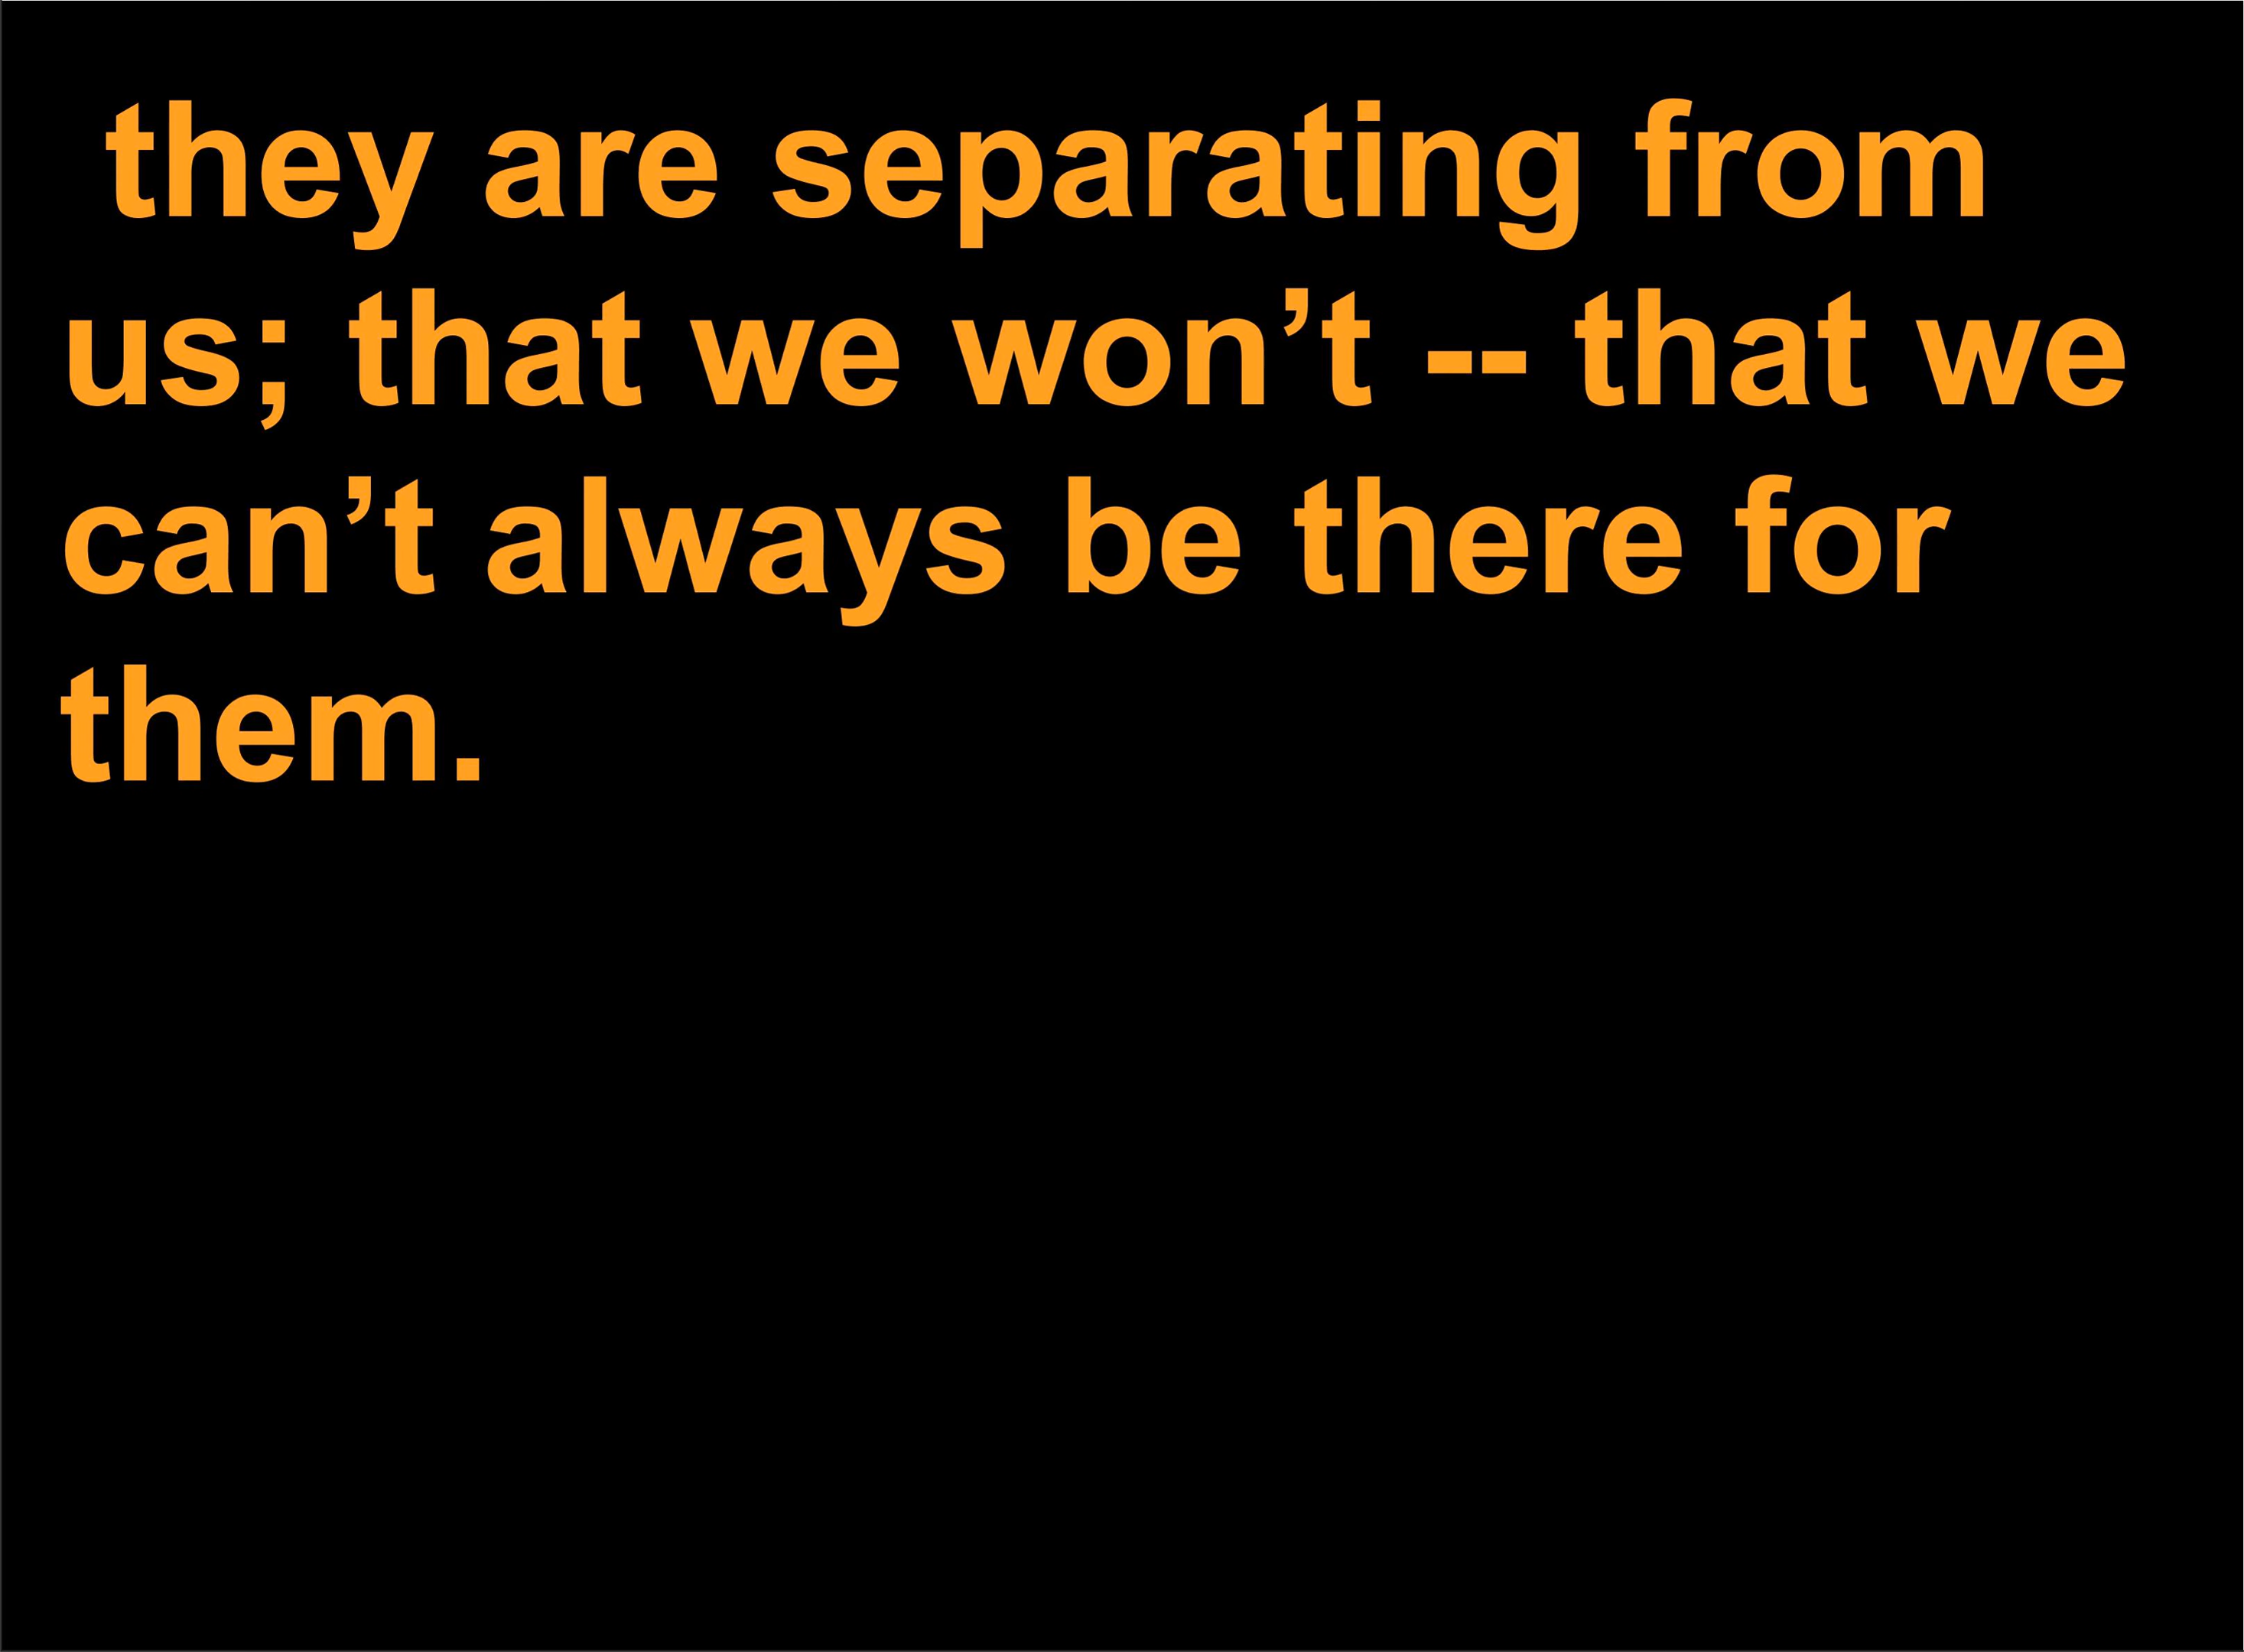 they are separating from
us; that we won’t -- that we
can’t always be there for
them.